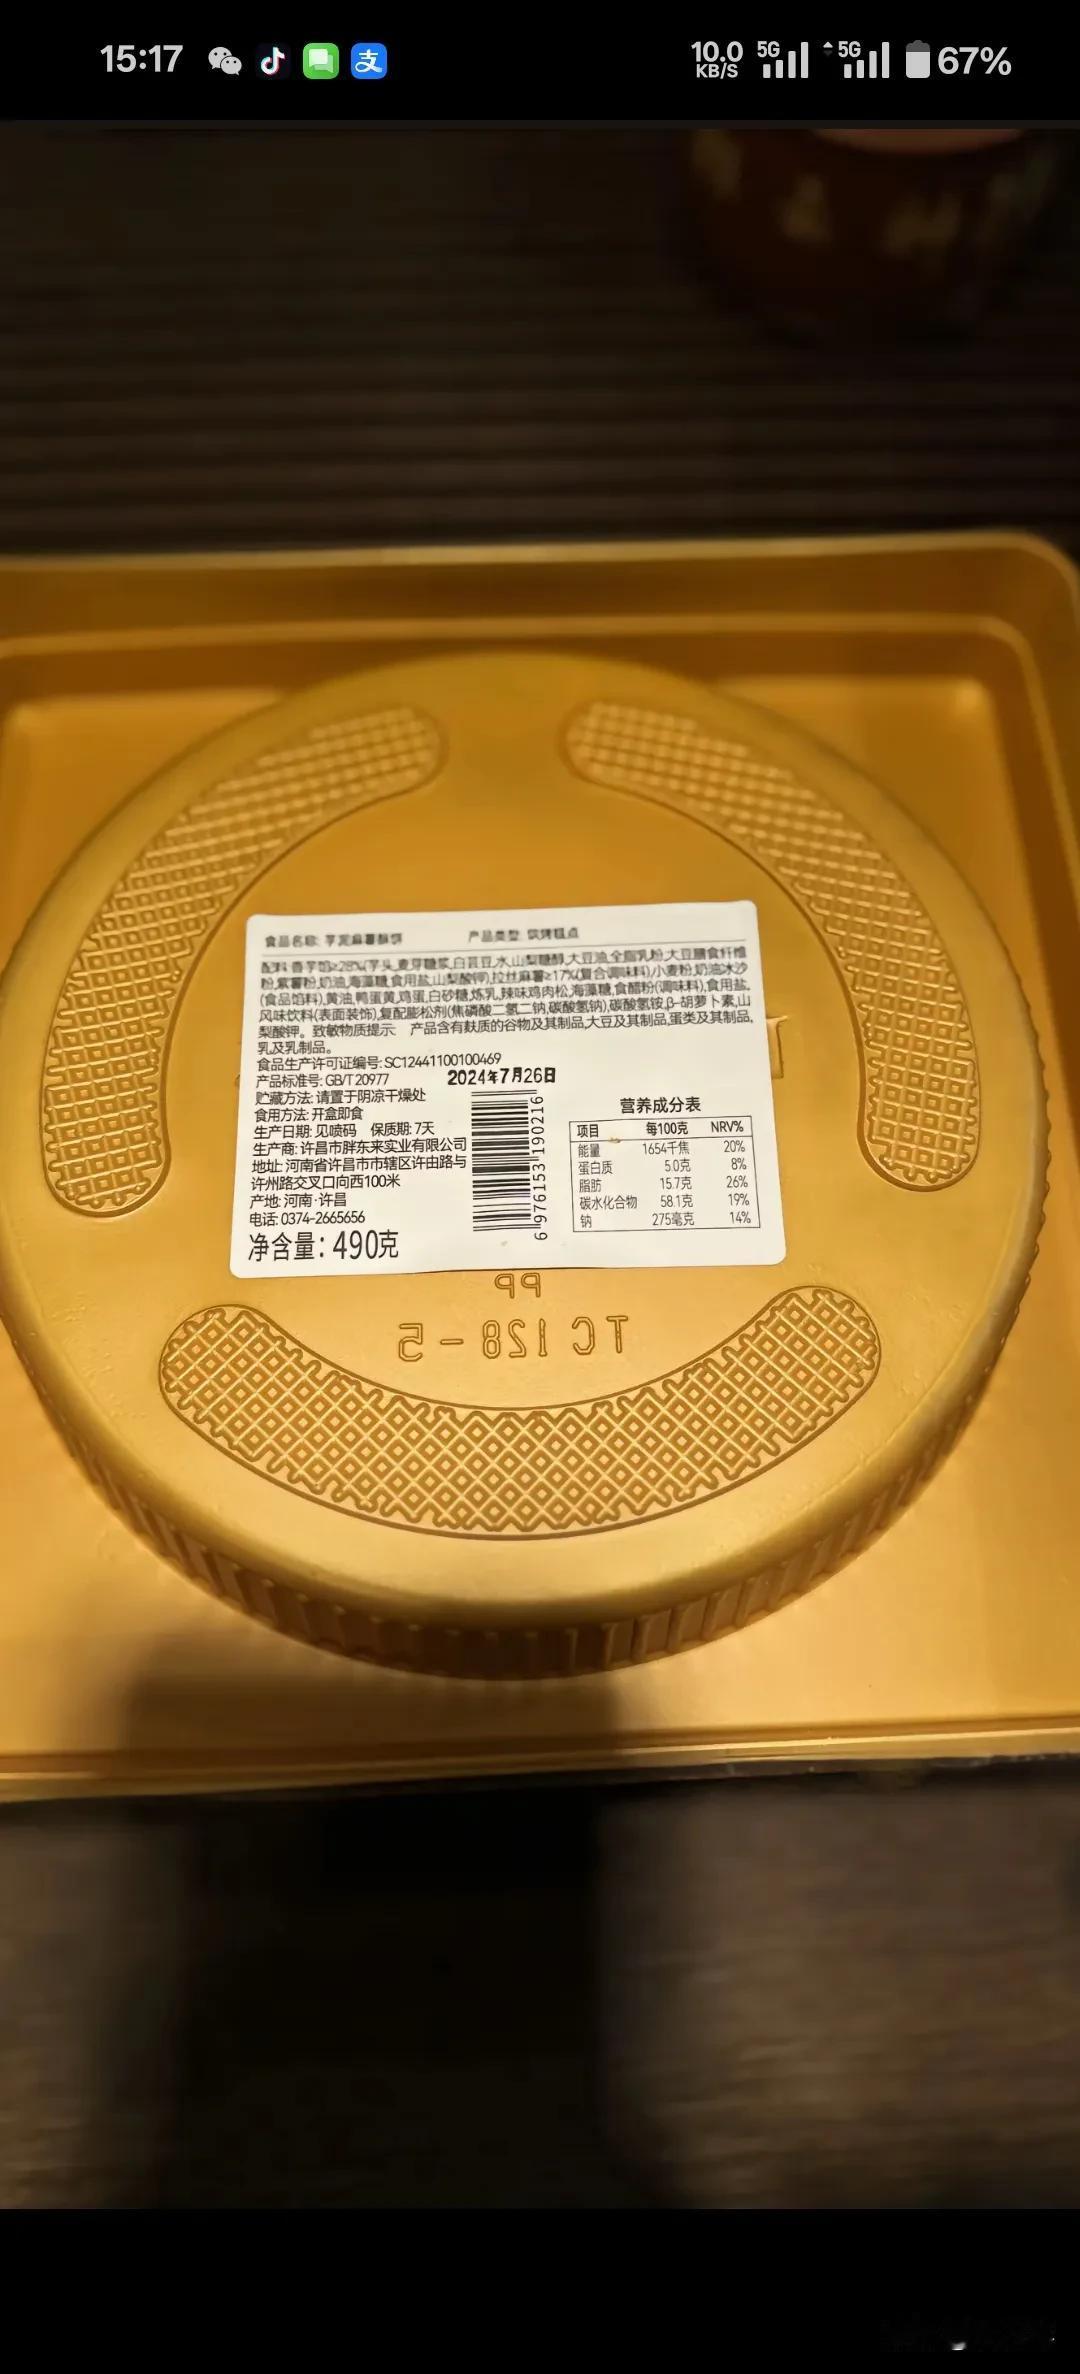 15:17
支
10.0 KB/S 5G 5G 67%
食品名称: 芋泥麻薯酥饼 产品类型: 烘烤糕点
配料:香芋馅≥28%(芋头,麦芽糖浆,白芸豆,水,山梨糖醇,大豆油,全脂乳粉,大豆膳食纤维
粉,紫薯粉,奶油,海藻糖,食用盐,山梨酸钾),拉丝麻薯≥17%(复合调味料),小麦粉,奶油冰沙
(食品馅料),黄油,鸭蛋黄,鸡蛋,白砂糖,炼乳,辣味鸡肉松,海藻糖,食醋粉(调味料),食用盐,
风味饮料(表面装饰),复配膨松剂(焦磷酸二氢二钠,碳酸氢钠),碳酸氢铵,β-胡萝卜素,山
梨酸钾。致敏物质提示: 产品含有麸质的谷物及其制品,大豆及其制品,蛋类及其制品,
乳及乳制品。
食品生产许可证编号: SC12441100100469
产品标准号: GB/T 20977
2024年7月26日
贮藏方法: 请置于阴凉干燥处
食用方法: 开盒即食
生产日期: 见喷码 保质期: 7天
生产商: 许昌市胖东来实业有限公司
地址: 河南省许昌市市辖区许由路与
许州路交叉口向西100米
产地: 河南·许昌
电话: 0374-2665656
净含量: 490克
6 976153 190216
营养成分表
项目 每100克 NRV%
能量 1654千焦 20%
蛋白质 5.0克 8%
脂肪 15.7克 26%
碳水化合物 58.1克 19%
钠 275毫克 14%
PP
TC128-5